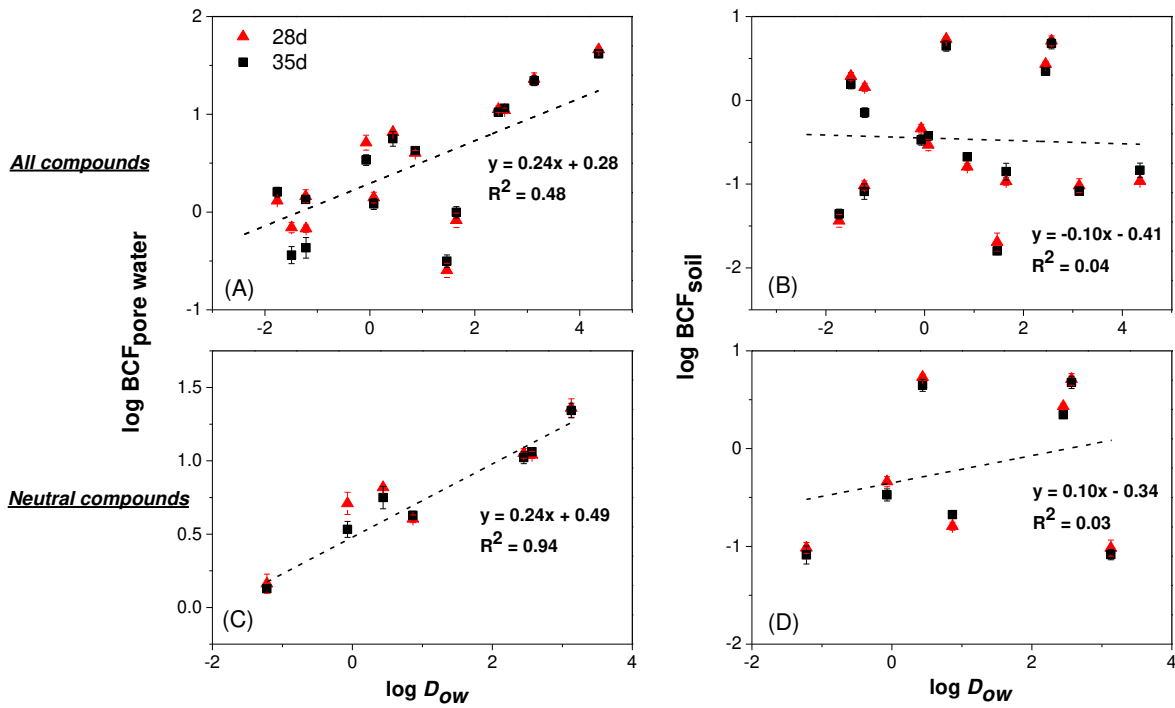 2
1
0
-1
-2
0
2
4
28d
35d
y = 0.24x + 0.28
R² = 0.48
(A)
1
0
-1
-2
-2
0
2
4
y = -0.10x - 0.41
R² = 0.04
(B)
All compounds
log BCFpore water
log BCFsoil
1.5
1.0
0.5
0.0
-2
0
2
4
y = 0.24x + 0.49
R² = 0.94
(C)
log Dow
1
0
-1
-2
-2
0
2
4
y = 0.10x - 0.34
R² = 0.03
(D)
log Dow
Neutral compounds